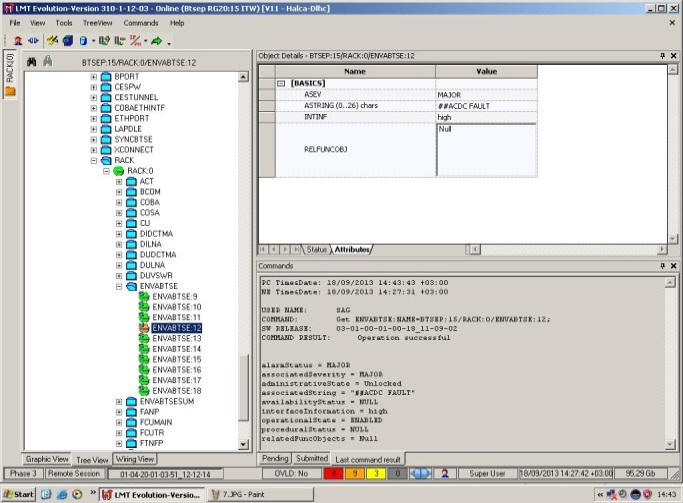 LMT Evolution-Version 310-1-12-03 - Online (Btsep RG20:15 ITW) [Halca-Dlhc]
File View Tools TreeView Commands Help
RACK(0)
BTSEP:15/RACK:0/ENVABTSE:12
BPORT
CESPW
CESTUNNEL
COBAETHINTF
ETHPORT
LAPDLE
SYNCBTSE
XCONNECT
RACK
RACK:0
ACT
BCOM
COBA
COSA
CU
DIDCTMA
DILNA
DUDCTMA
DULNA
DUVSWR
ENVABTSE
ENVABTSE:9
ENVABTSE:10
ENVABTSE:11
ENVABTSE:12
ENVABTSE:13
ENVABTSE:14
ENVABTSE:15
ENVABTSE:16
ENVABTSE:17
ENVABTSE:18
ENVABTSESUM
FANP
FCUMAIN
FCUTR
FTNFP
Graphic View Tree View Wiring View
Object Details - BTSEP:15/RACK:0/ENVABTSE:12
Name Value
[BASICS]
ASEV MAJOR
ASTRING (0..26) chars ##ACDC FAULT
INTINF high
RELFUNCOBJ Null
Status Attributes
Commands
PC Time&Date: 18/09/2013 14:43:43 +03:00
NE Time&Date: 18/09/2013 14:27:31 +03:00
USER NAME: SAG
COMMAND: Get ENVABTSE:NAME=BTSEP:15/RACK:0/ENVABTSE:12;
SW RELEASE: 03-01-00-01-00-18_11-09-02
COMMAND RESULT: Operation successful
alarmStatus = MAJOR
associatedSeverity = MAJOR
administrativeState = Unlocked
associatedString = "##ACDC FAULT"
availabilityStatus = NULL
interfaceInformation = high
operationalState = ENABLED
proceduralStatus = NULL
relatedFuncObjects = Null
Pending Submitted Last command result
Phase 3 Remote Session 01-04-20-01-03-51_12-12-14 OVLD: No 9 3 0 Super User 18/09/2013 14:27:42 +03:00 95,29 Gb
Start LMT Evolution-Versio... 7.JPG - Paint 14:43